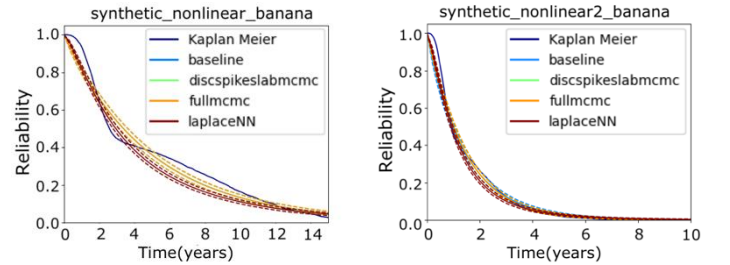 synthetic_nonlinear_banana
1.0
0.8
0.6
0.4
0.2
0.0
Reliability
Kaplan Meier
baseline
discspikeslabmcmc
fullmcmc
laplaceNN
0 2 4 6 8 10 12 14
Time(years)
synthetic_nonlinear2_banana
1.0
0.8
0.6
0.4
0.2
0.0
Reliability
Kaplan Meier
baseline
discspikeslabmcmc
fullmcmc
laplaceNN
0 2 4 6 8 10
Time(years)